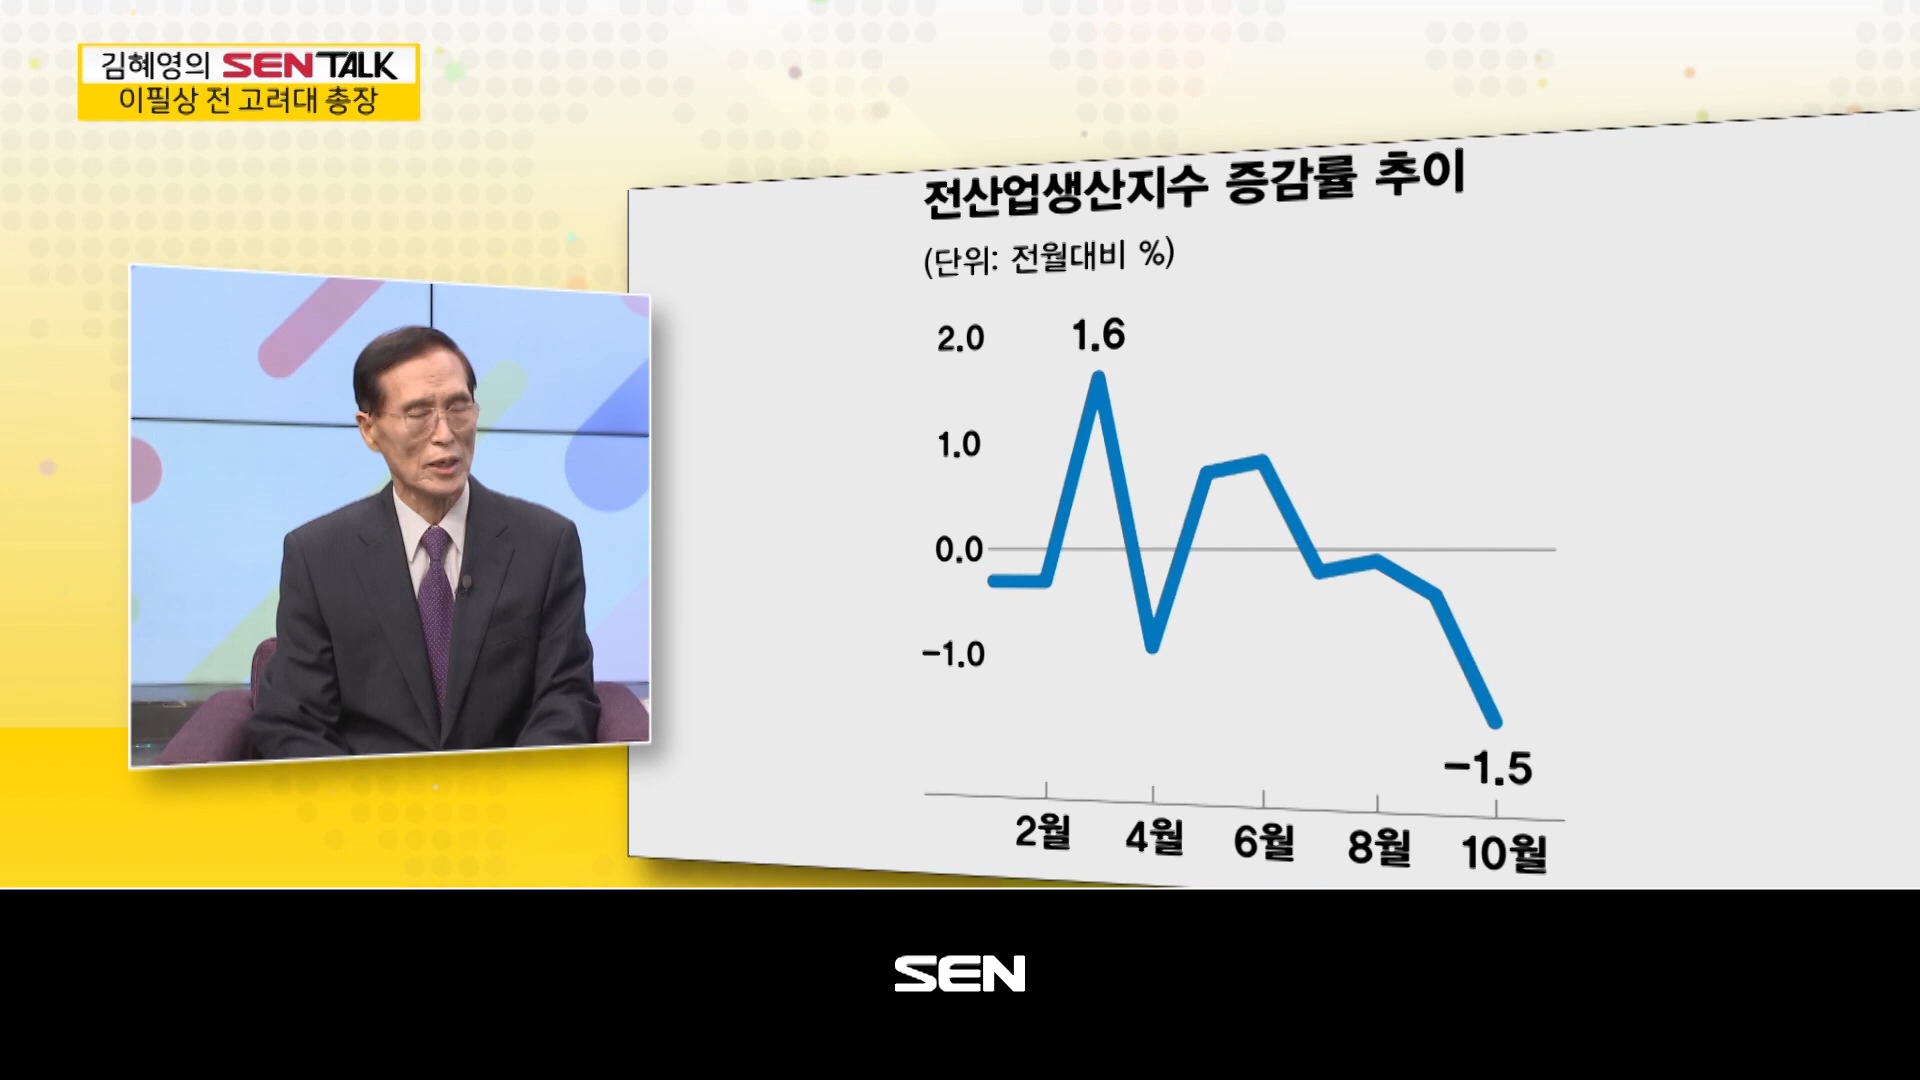 김혜영의 SEN TALK
이필상 전 고려대 총장
전산업생산지수 증감률 추이
(단위: 전월대비 %)
2.0
1.6
1.0
0.0
-1.0
-1.5
2월 4월 6월 8월 10월
SEN